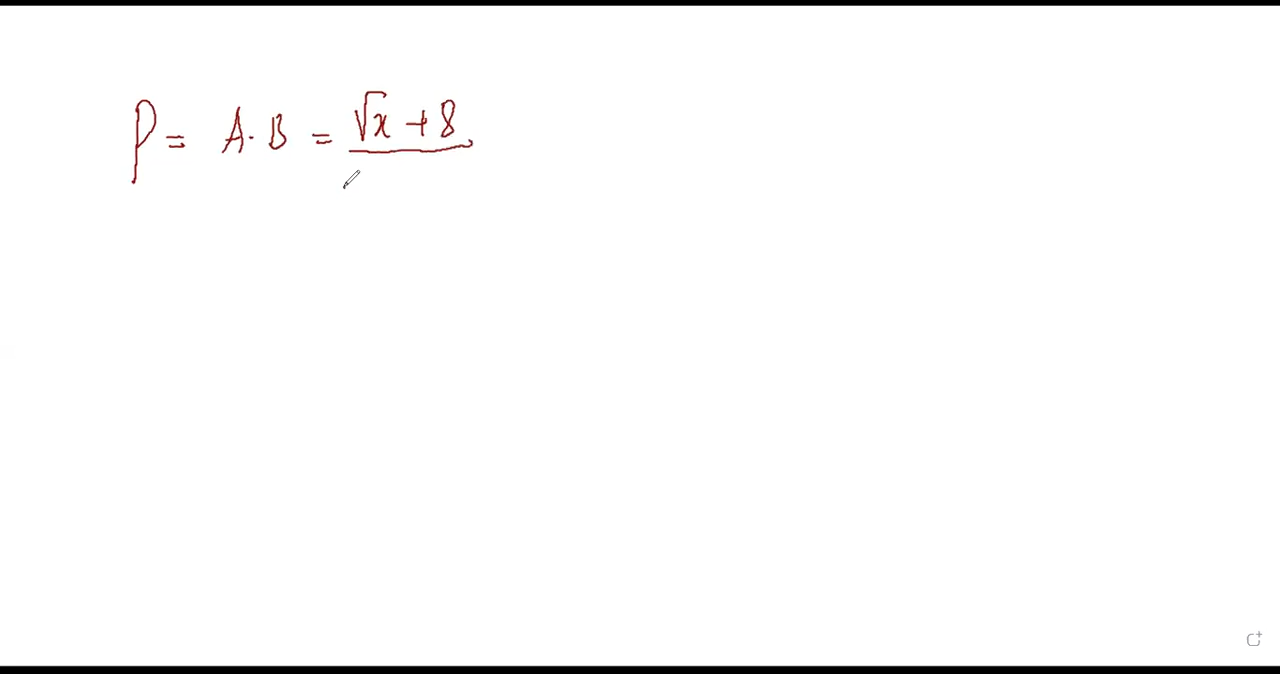 P = A · B = √x + 8